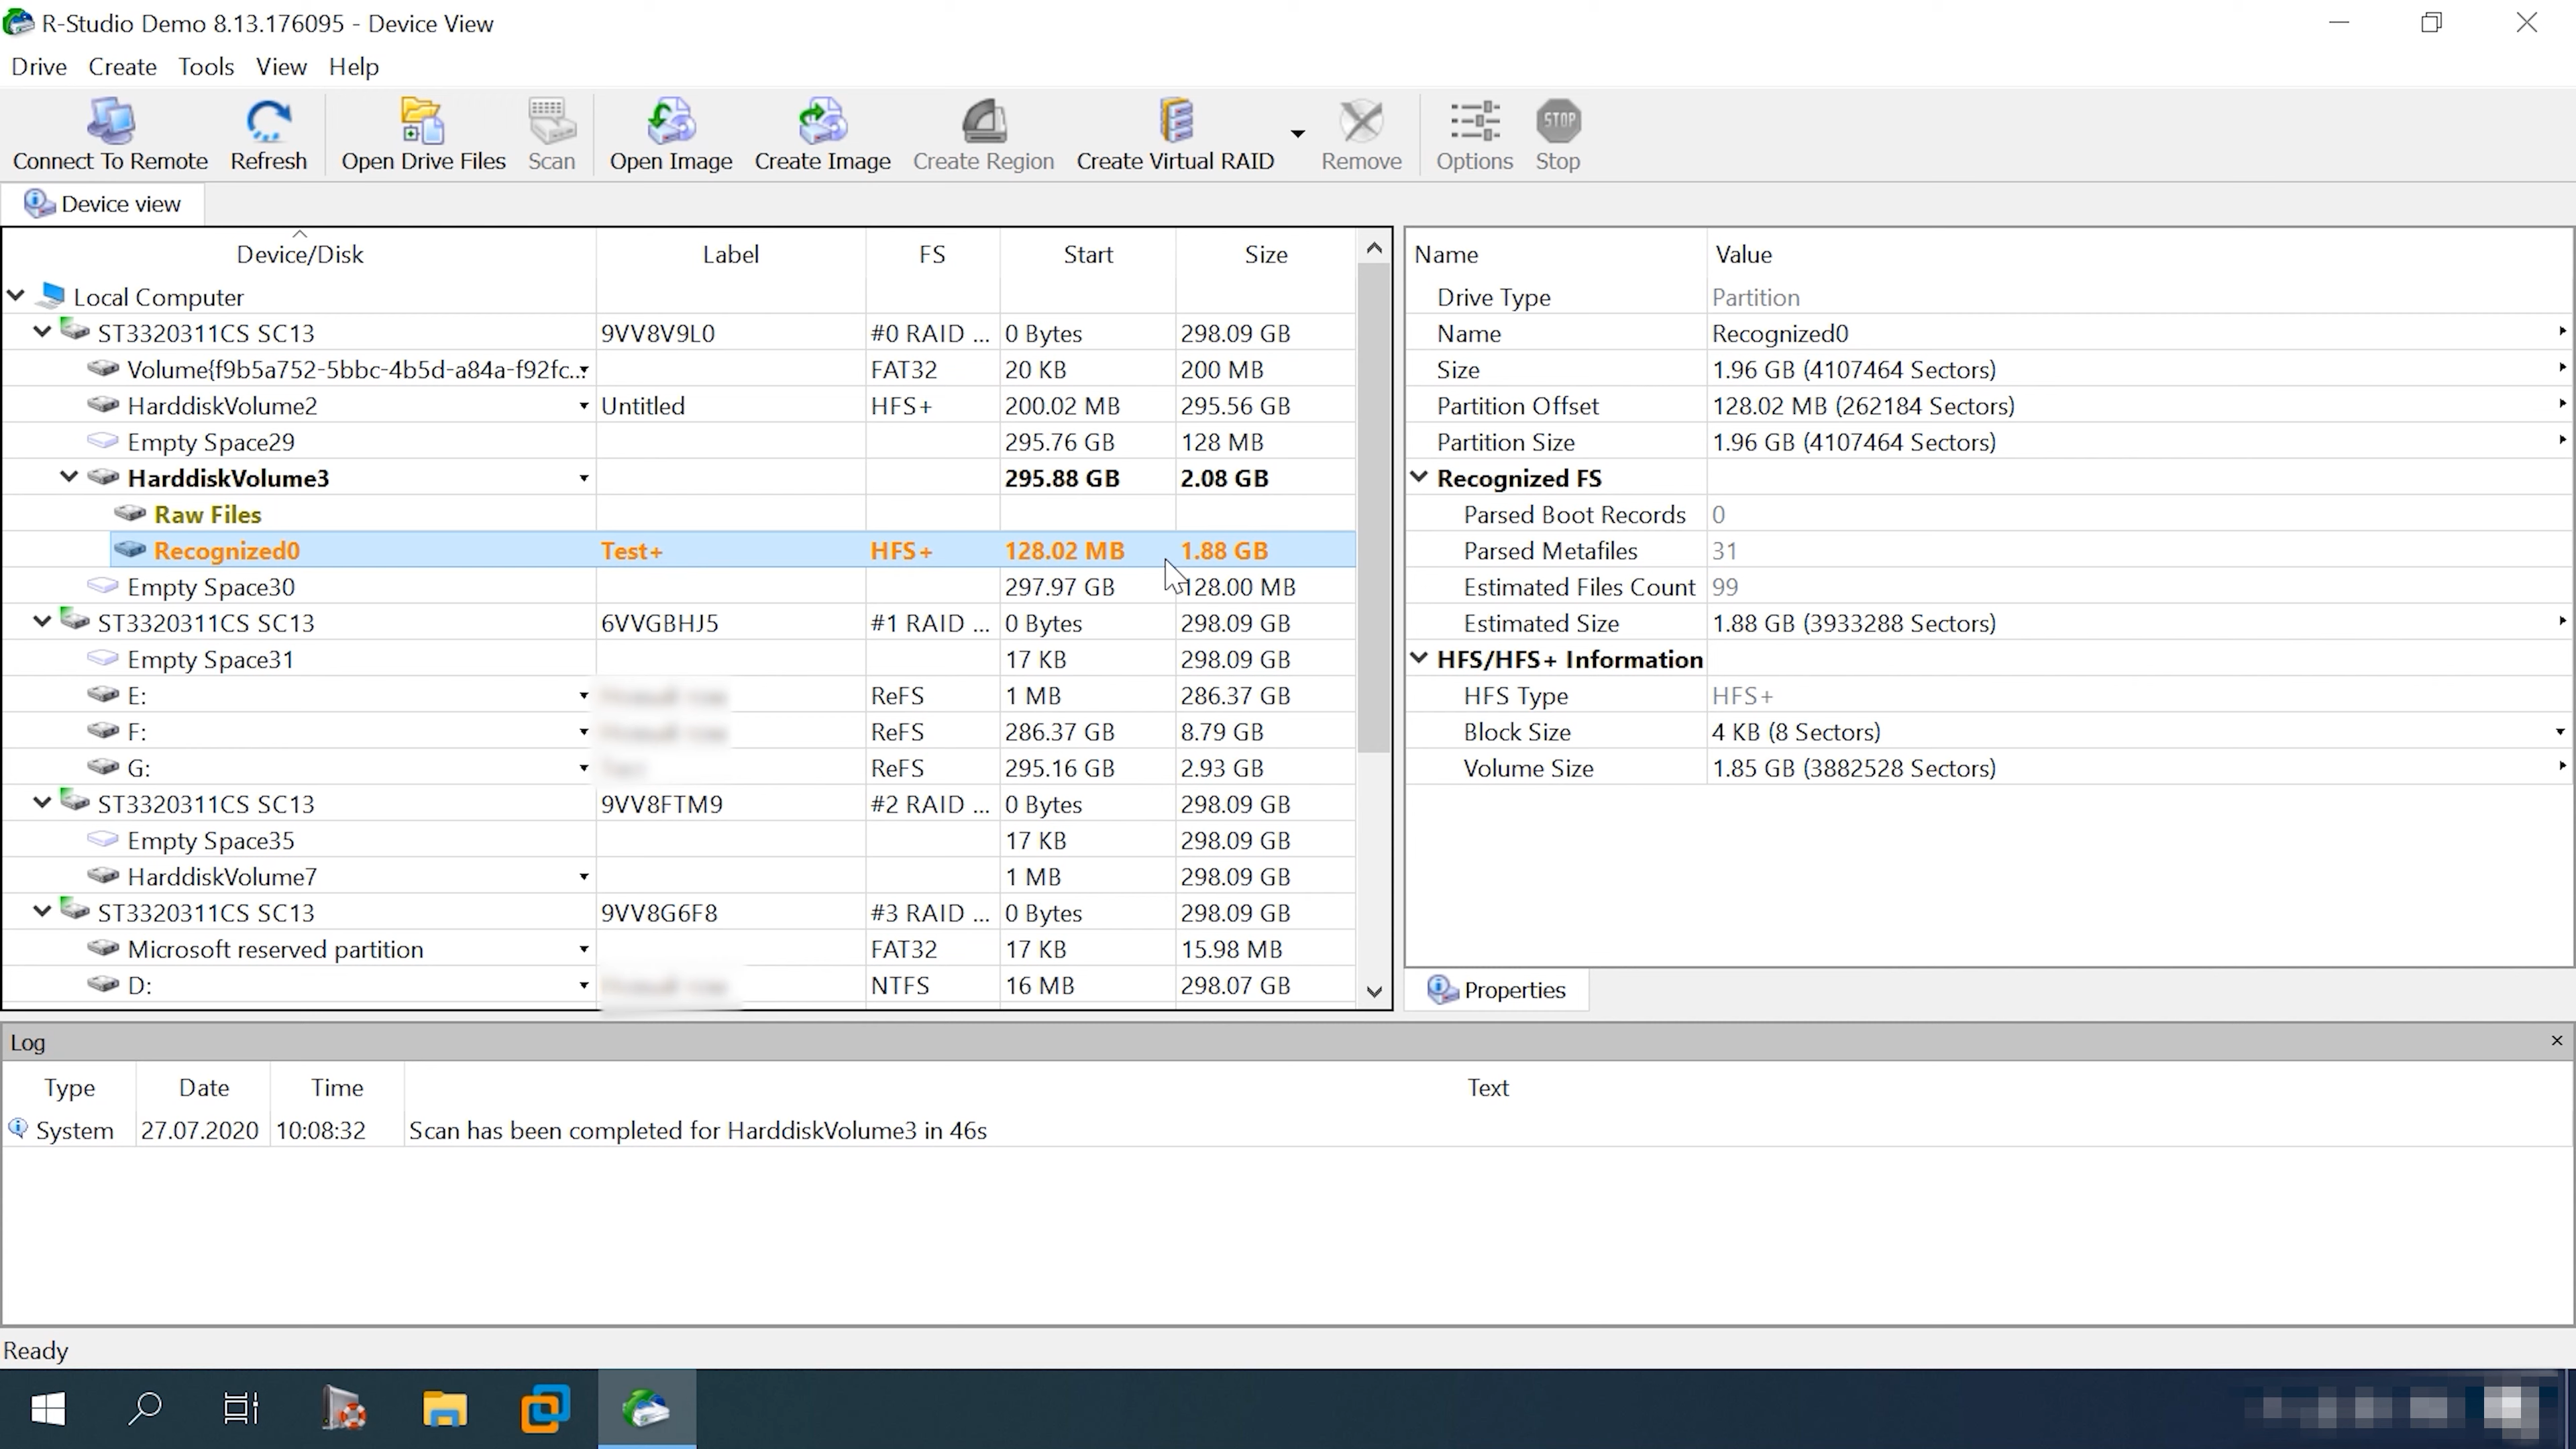 R-Studio Demo 8.13.176095 - Device View
Drive Create Tools View Help
Connect To Remote Refresh Open Drive Files Scan Open Image Create Image Create Region Create Virtual RAID Remove Options STOP Stop
Device view
Device/Disk Label FS Start Size
Local Computer
ST3320311CS SC13 9VV8V9L0 #0 RAID ... 0 Bytes 298.09 GB
Volume{f9b5a752-5bbc-4b5d-a84a-f92fc... FAT32 20 KB 200 MB
HarddiskVolume2 Untitled HFS+ 200.02 MB 295.56 GB
Empty Space29 295.76 GB 128 MB
HarddiskVolume3 295.88 GB 2.08 GB
Raw Files
Recognized0 Test+ HFS+ 128.02 MB 1.88 GB
Empty Space30 297.97 GB 128.00 MB
ST3320311CS SC13 6VVGBHJ5 #1 RAID ... 0 Bytes 298.09 GB
Empty Space31 17 KB 298.09 GB
E: ReFS 1 MB 286.37 GB
F: ReFS 286.37 GB 8.79 GB
G: ReFS 295.16 GB 2.93 GB
ST3320311CS SC13 9VV8FTM9 #2 RAID ... 0 Bytes 298.09 GB
Empty Space35 17 KB 298.09 GB
HarddiskVolume7 1 MB 298.09 GB
ST3320311CS SC13 9VV8G6F8 #3 RAID ... 0 Bytes 298.09 GB
Microsoft reserved partition FAT32 17 KB 15.98 MB
D: NTFS 16 MB 298.07 GB
Name Value
Drive Type Partition
Name Recognized0
Size 1.96 GB (4107464 Sectors)
Partition Offset 128.02 MB (262184 Sectors)
Partition Size 1.96 GB (4107464 Sectors)
Recognized FS
Parsed Boot Records 0
Parsed Metafiles 31
Estimated Files Count 99
Estimated Size 1.88 GB (3933288 Sectors)
HFS/HFS+ Information
HFS Type HFS+
Block Size 4 KB (8 Sectors)
Volume Size 1.85 GB (3882528 Sectors)
Properties
Log
Type Date Time Text
System 27.07.2020 10:08:32 Scan has been completed for HarddiskVolume3 in 46s
Ready